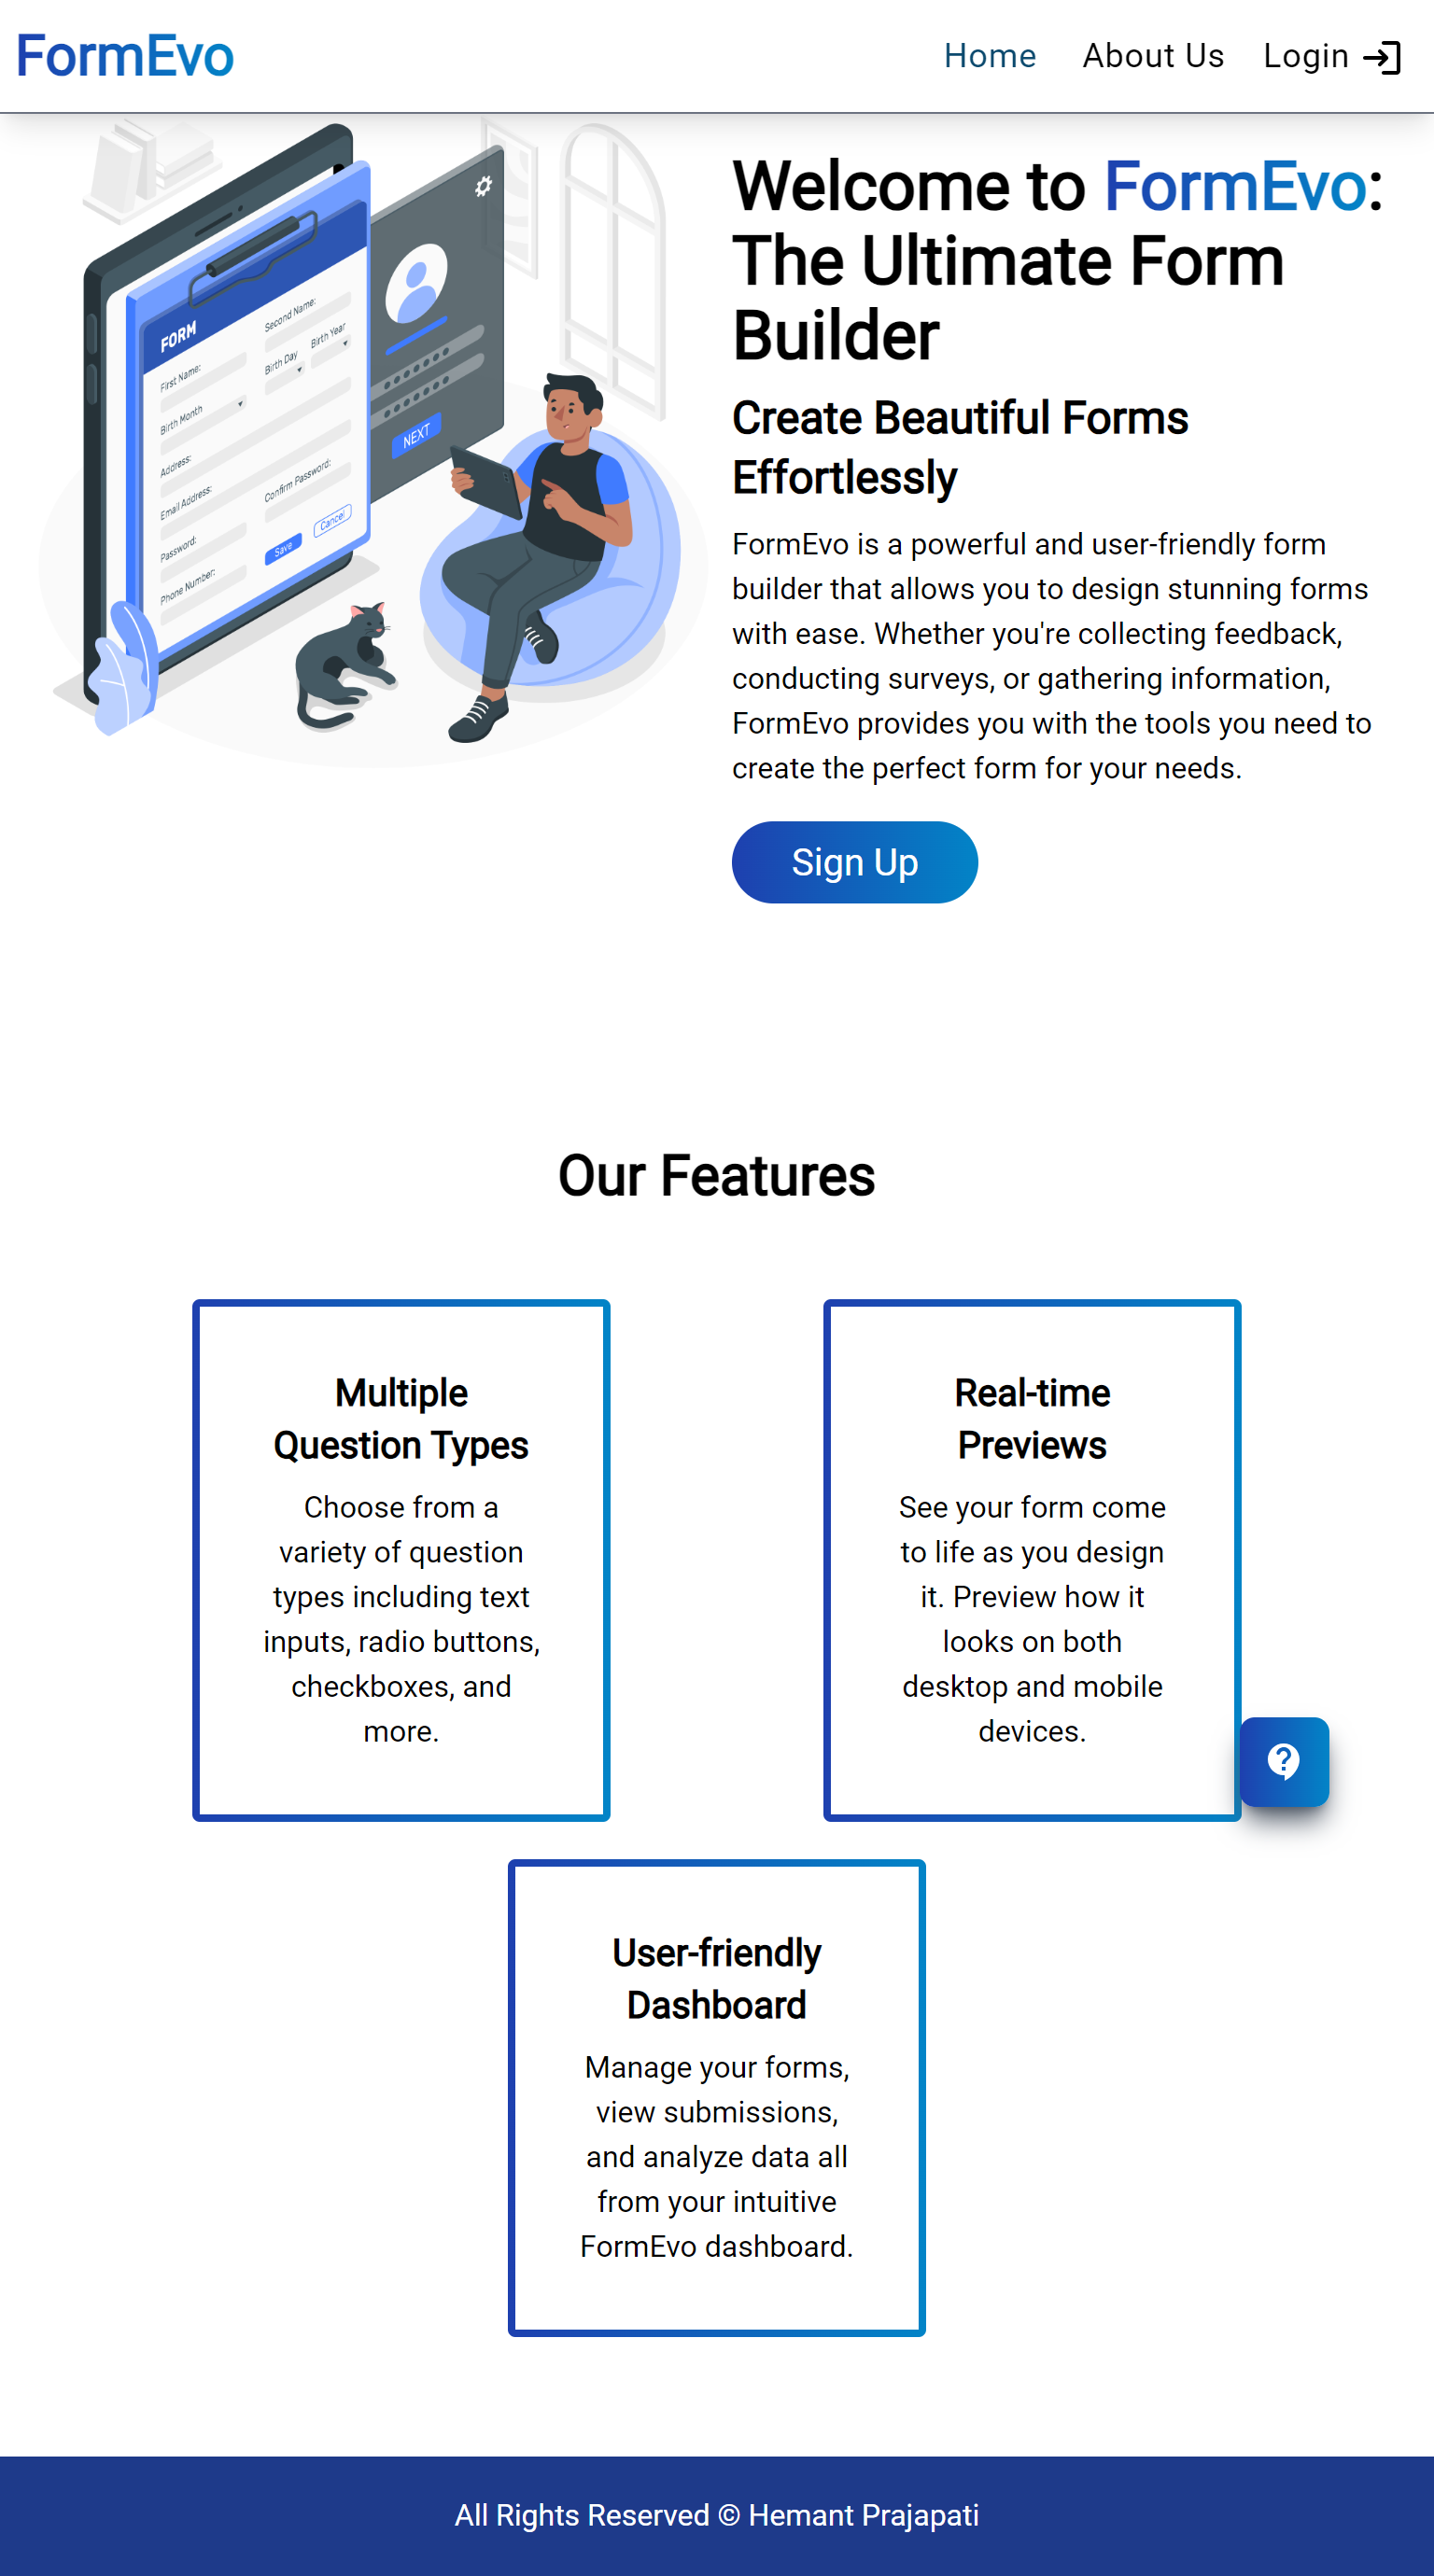 FormEvo
Home
About Us
Login
FORM
First Name:
Second Name:
Birth Month
Birth Day
Birth Year
Address:
Email Address:
Password:
Confirm Password:
Phone Number:
Save
Cancel
NEXT
Welcome to FormEvo:
The Ultimate Form
Builder
Create Beautiful Forms
Effortlessly
FormEvo is a powerful and user-friendly form
builder that allows you to design stunning forms
with ease. Whether you're collecting feedback,
conducting surveys, or gathering information,
FormEvo provides you with the tools you need to
create the perfect form for your needs.
Sign Up
Our Features
Multiple
Question Types
Choose from a
variety of question
types including text
inputs, radio buttons,
checkboxes, and
more.
Real-time
Previews
See your form come
to life as you design
it. Preview how it
looks on both
desktop and mobile
devices.
User-friendly
Dashboard
Manage your forms,
view submissions,
and analyze data all
from your intuitive
FormEvo dashboard.
All Rights Reserved © Hemant Prajapati